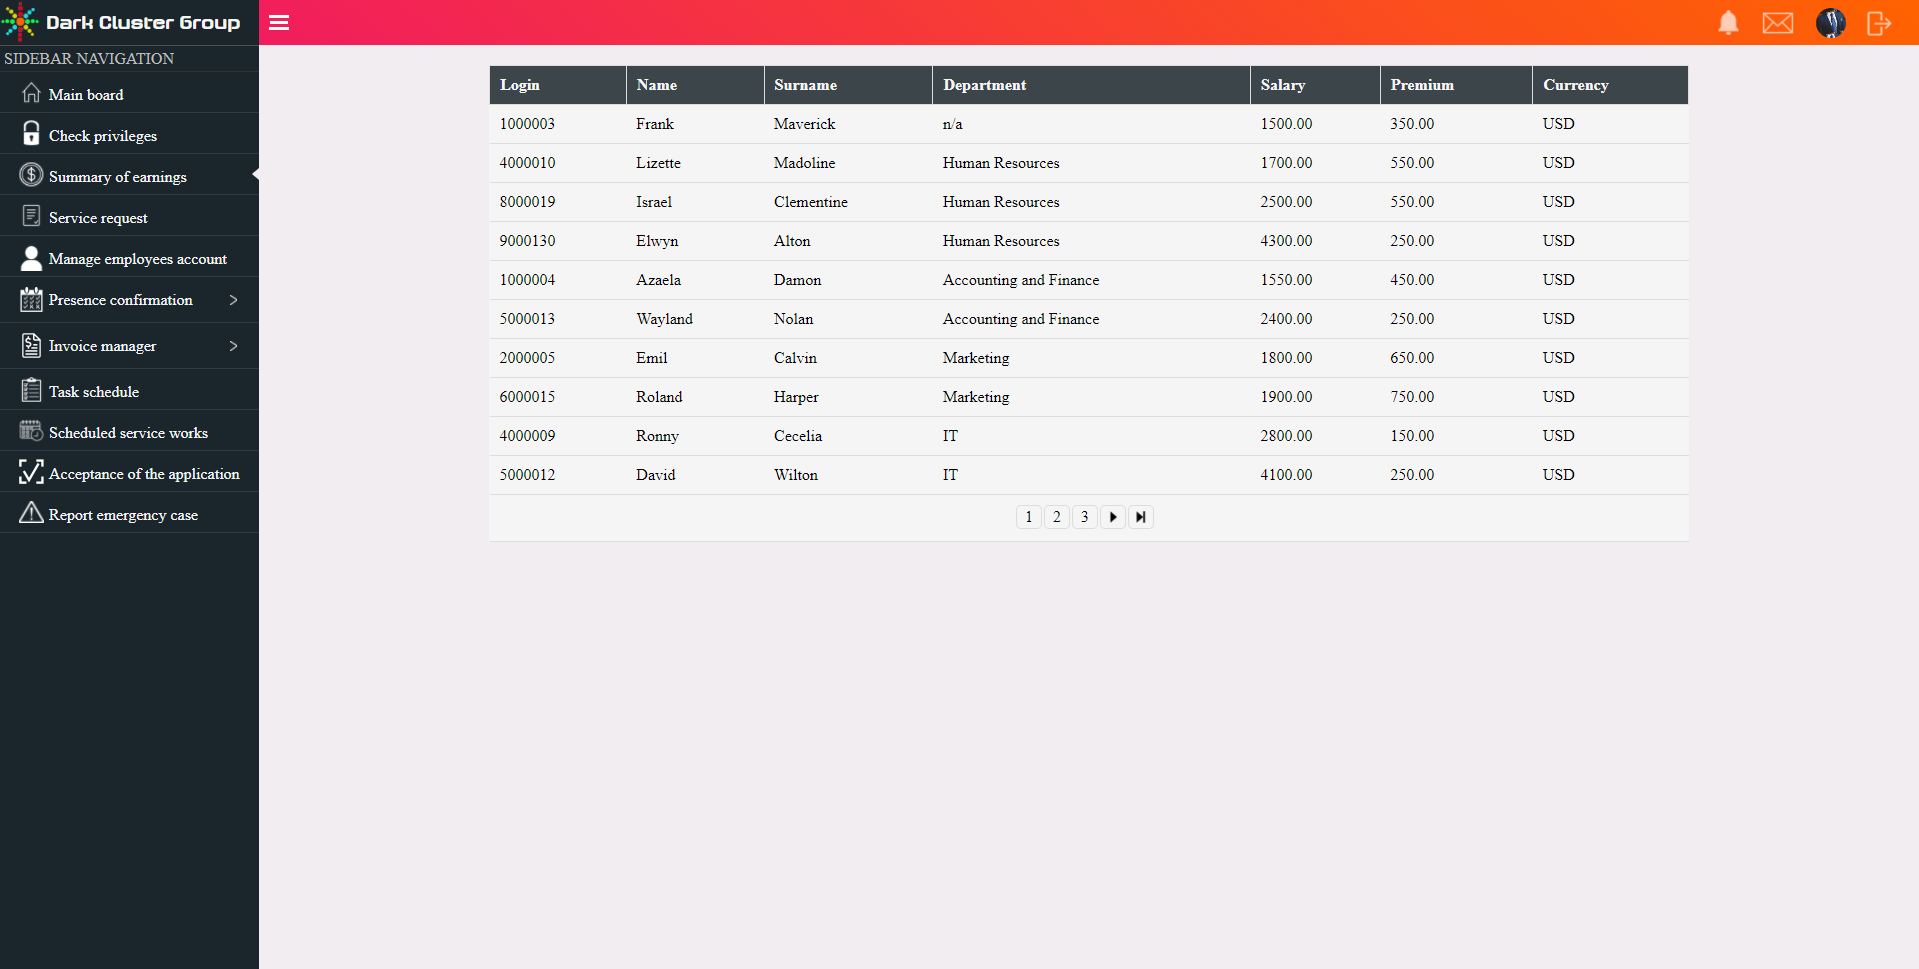 Dark Cluster Group
SIDEBAR NAVIGATION
Main board
Check privileges
Summary of earnings
Service request
Manage employees account
Presence confirmation >
Invoice manager >
Task schedule
Scheduled service works
Acceptance of the application
Report emergency case
Login Name Surname Department Salary Premium Currency
1000003 Frank Maverick n/a 1500.00 350.00 USD
4000010 Lizette Madoline Human Resources 1700.00 550.00 USD
8000019 Israel Clementine Human Resources 2500.00 550.00 USD
9000130 Elwyn Alton Human Resources 4300.00 250.00 USD
1000004 Azaela Damon Accounting and Finance 1550.00 450.00 USD
5000013 Wayland Nolan Accounting and Finance 2400.00 250.00 USD
2000005 Emil Calvin Marketing 1800.00 650.00 USD
6000015 Roland Harper Marketing 1900.00 750.00 USD
4000009 Ronny Cecelia IT 2800.00 150.00 USD
5000012 David Wilton IT 4100.00 250.00 USD
1 2 3